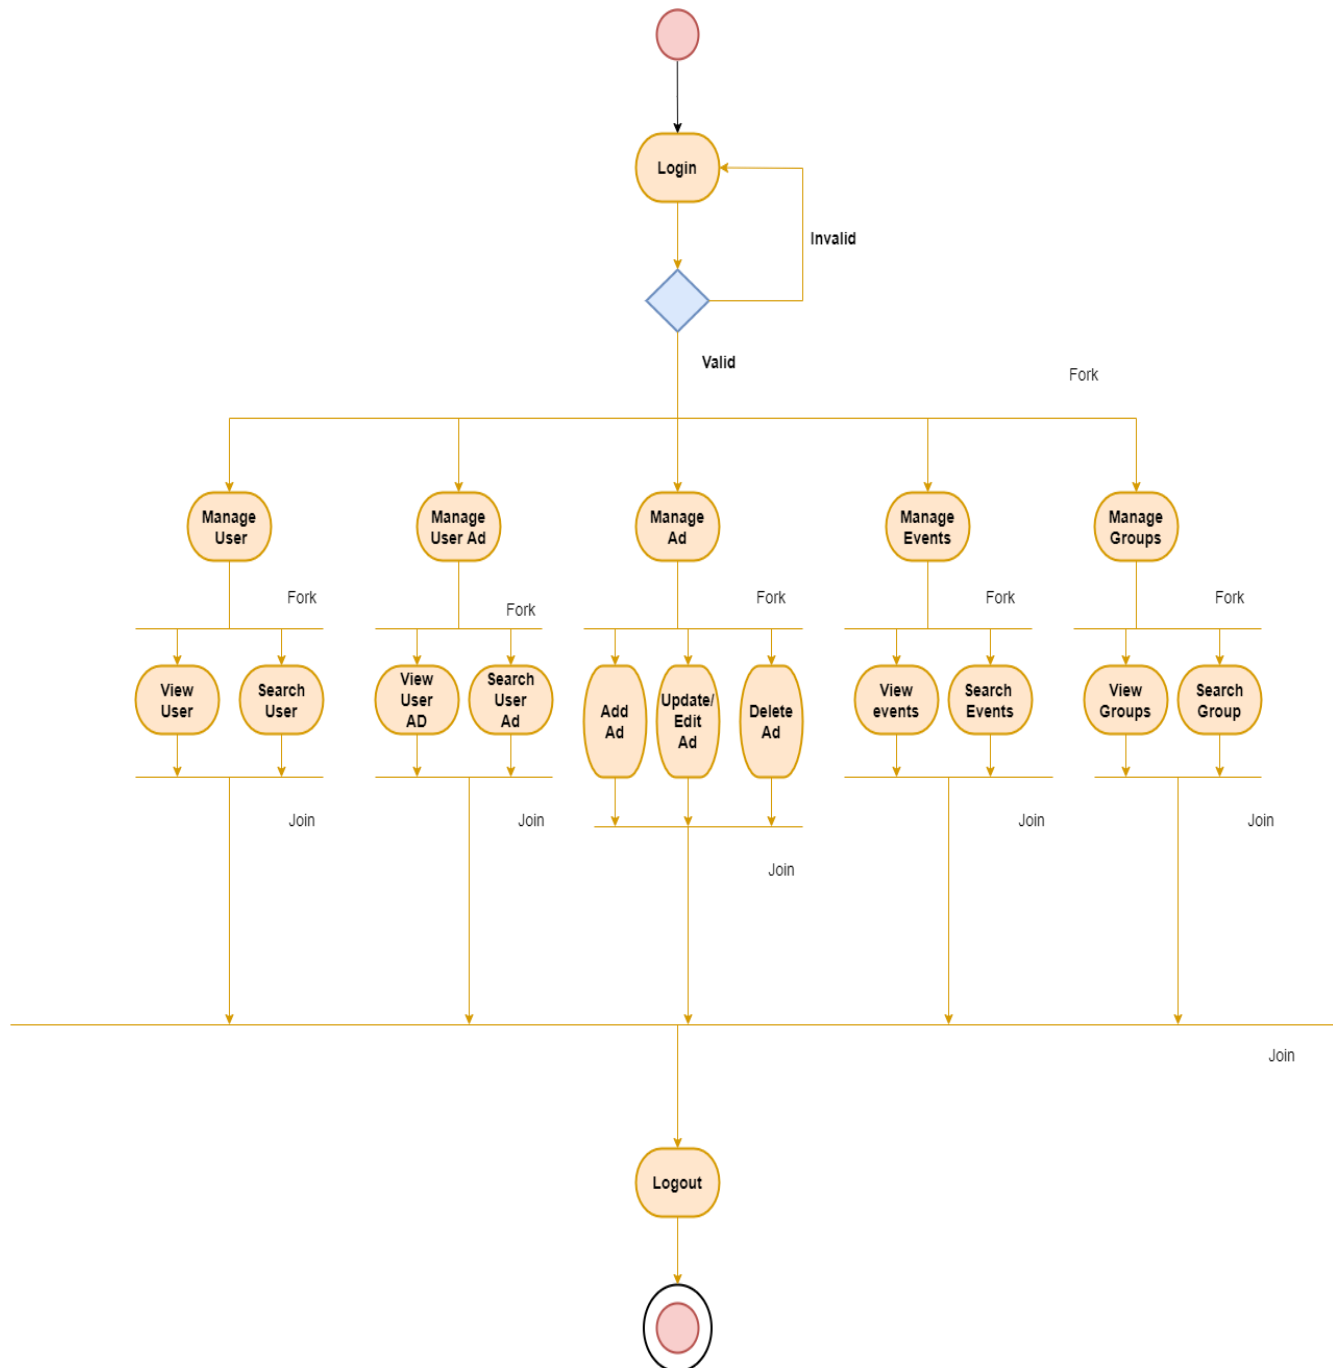 Login
Invalid
Valid
Fork
Manage
User
Manage
User Ad
Manage
Ad
Manage
Events
Manage
Groups
Fork
Fork
Fork
Fork
Fork
View
User
Search
User
View
User
AD
Search
User
Ad
Add
Ad
Update/
Edit
Ad
Delete
Ad
View
events
Search
Events
View
Groups
Search
Group
Join
Join
Join
Join
Join
Join
Logout